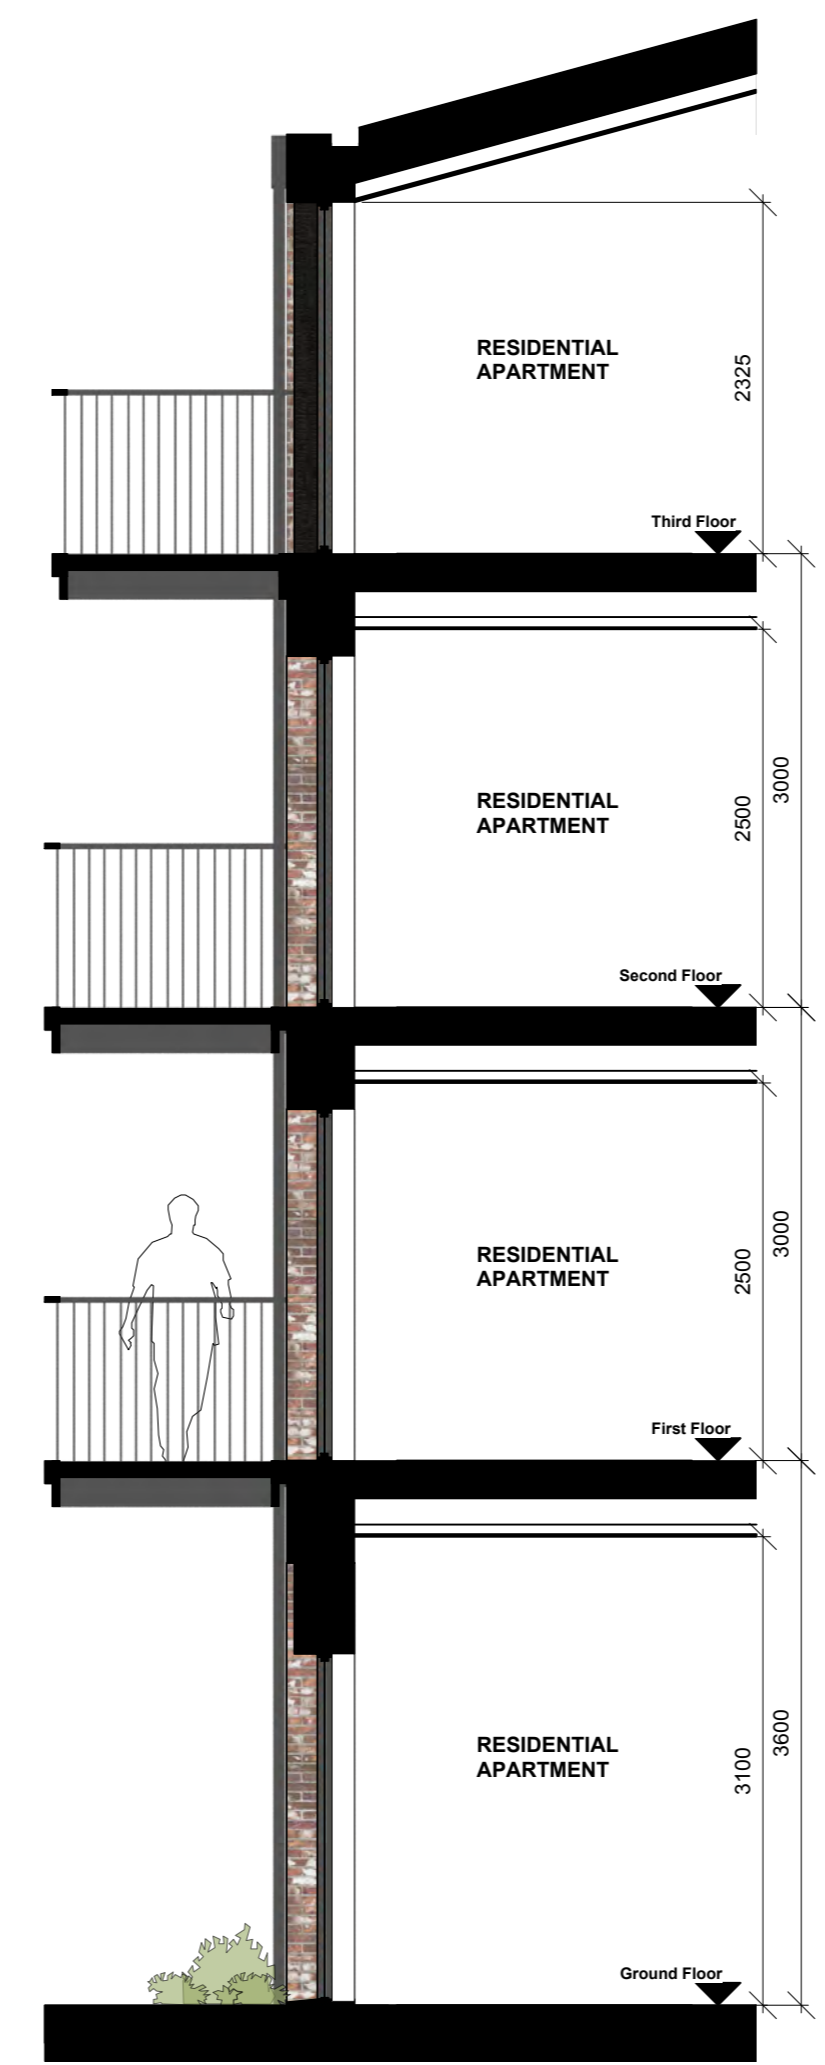 RESIDENTIAL
APARTMENT
2325
Third Floor
RESIDENTIAL
APARTMENT
2500
3000
Second Floor
RESIDENTIAL
APARTMENT
2500
3000
First Floor
RESIDENTIAL
APARTMENT
3100
3600
Ground Floor